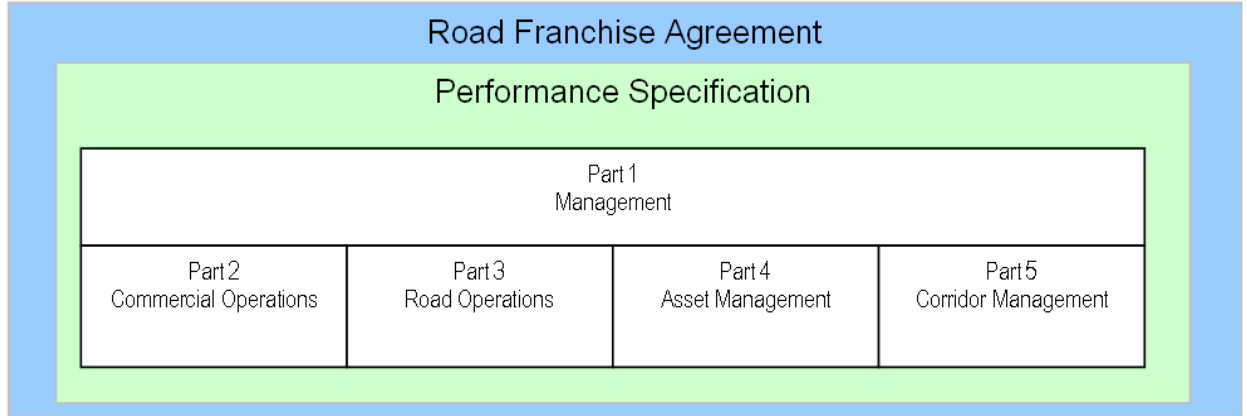 Road Franchise Agreement
Performance Specification
Part 1
Management
Part 2
Commercial Operations
Part 3
Road Operations
Part 4
Asset Management
Part 5
Corridor Management